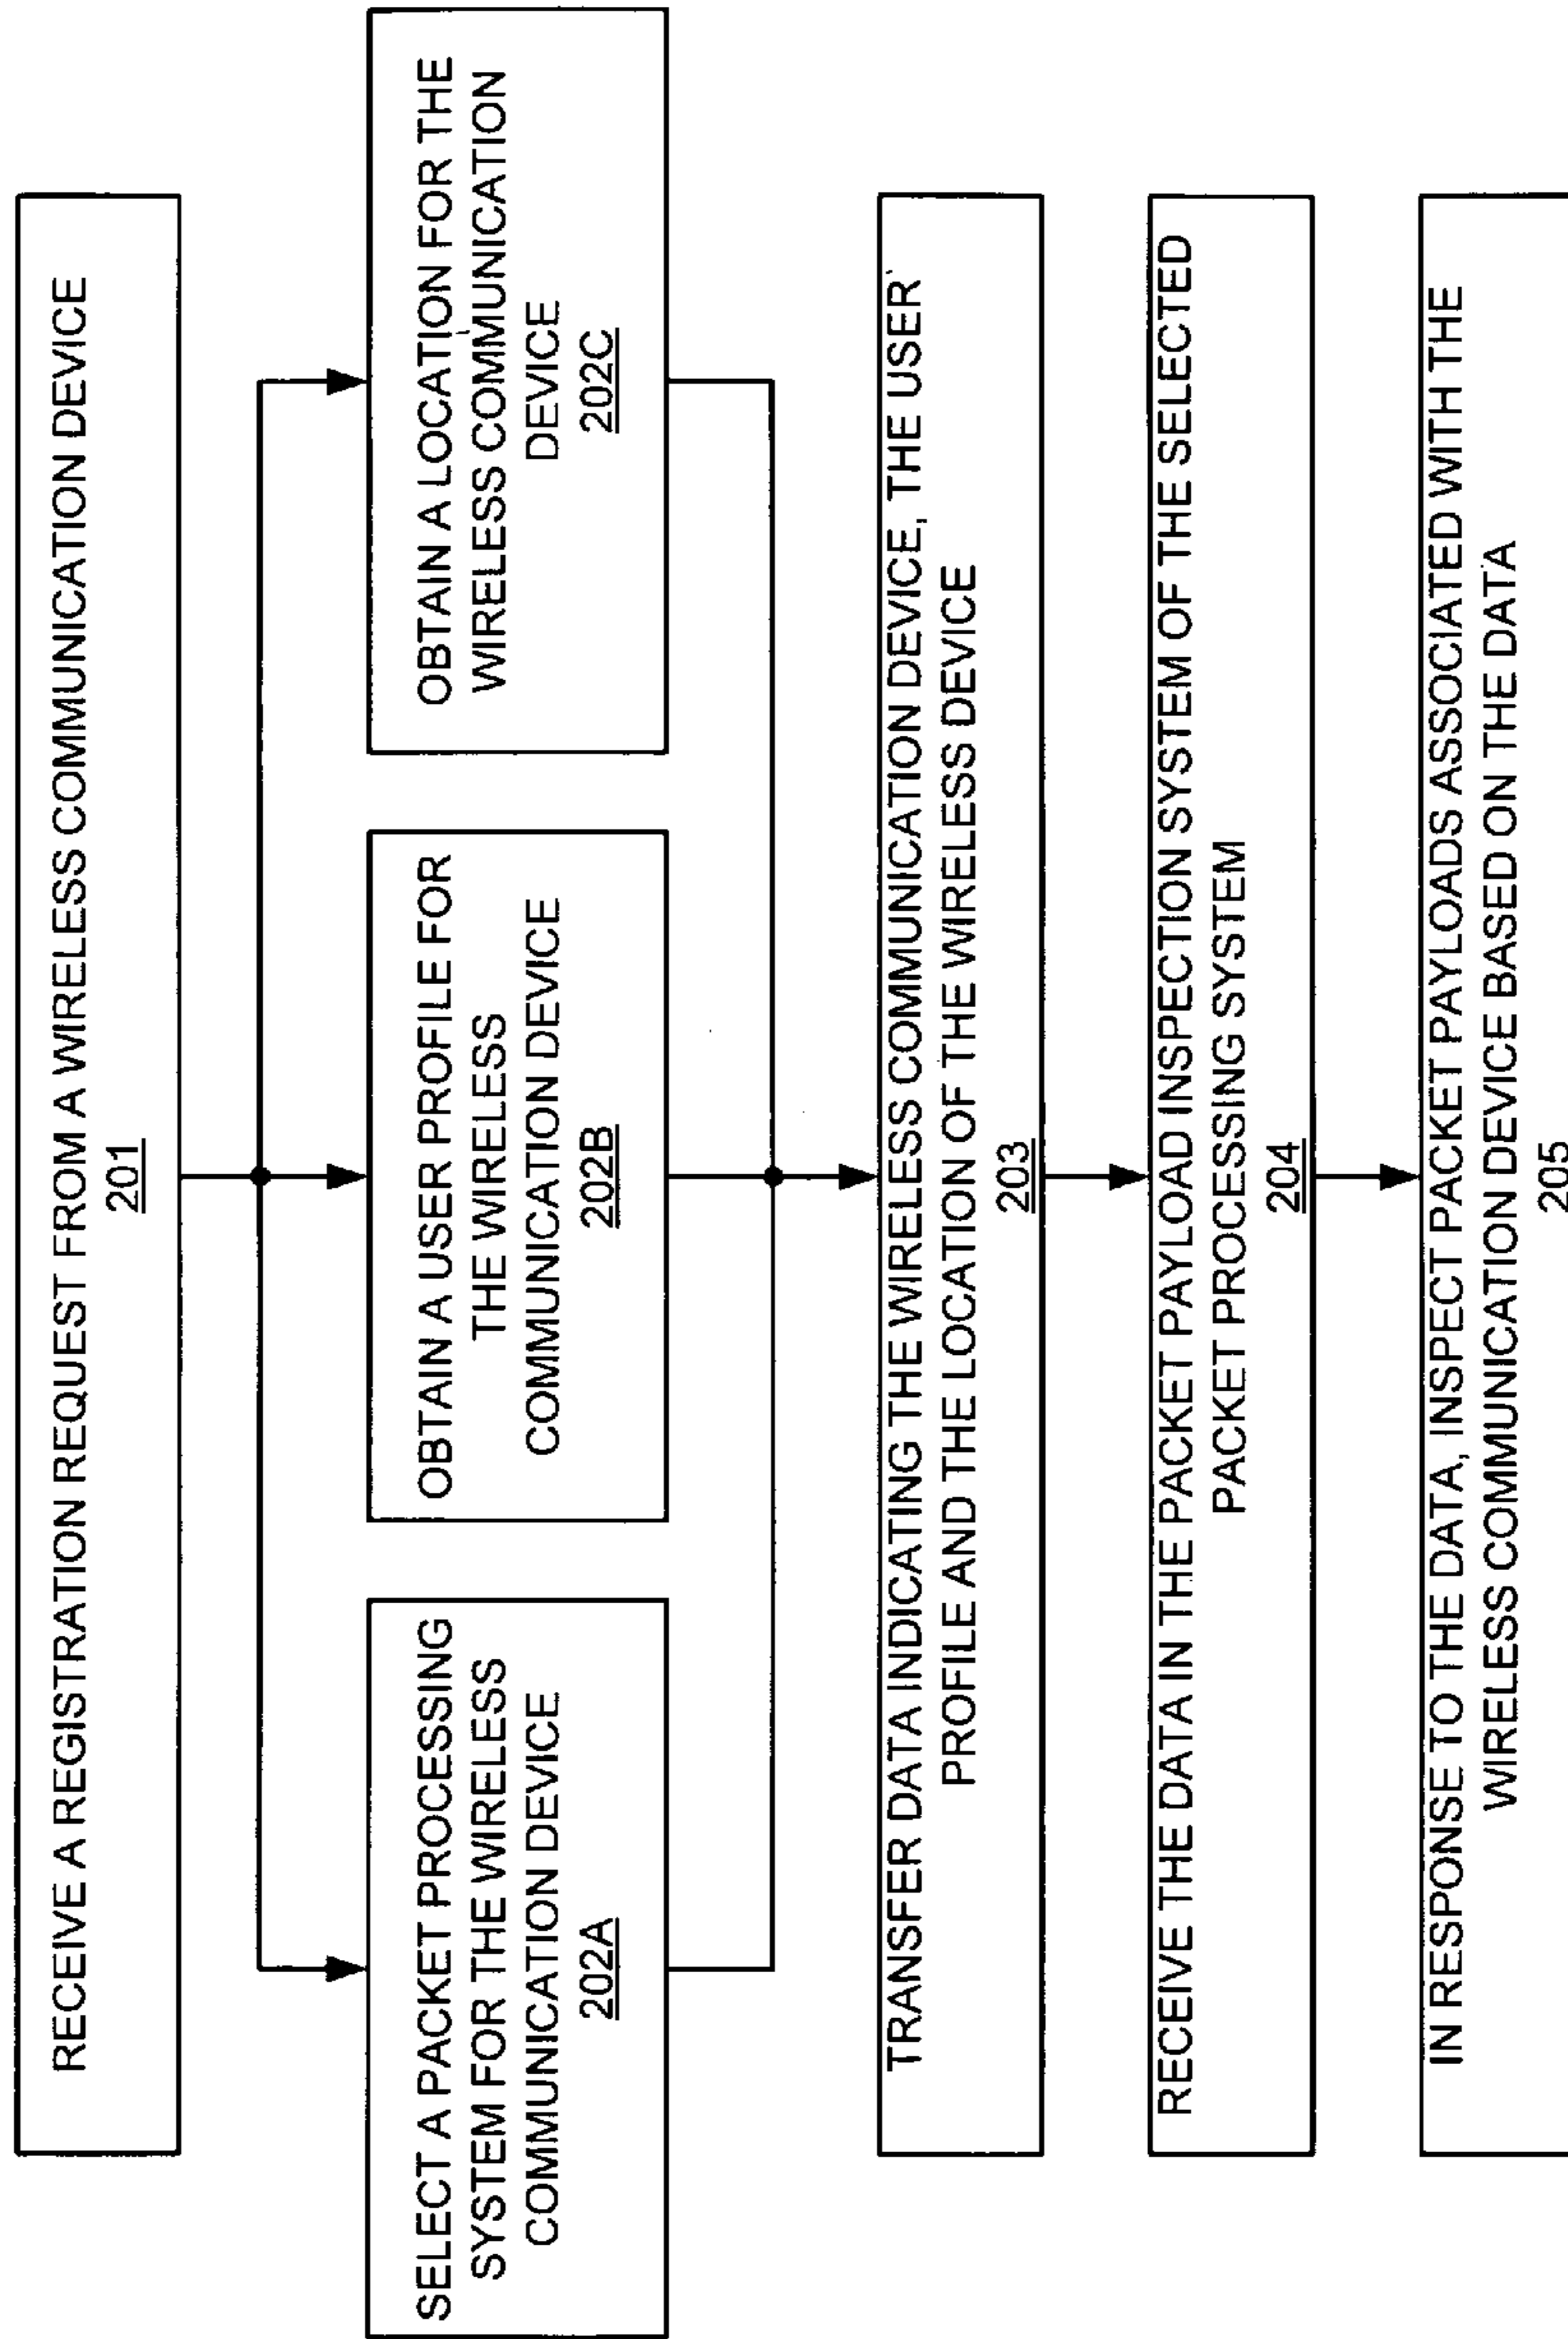 RECEIVE A REGISTRATION REQUEST FROM A WIRELESS COMMUNICATION DEVICE
201
SELECT A PACKET PROCESSING
SYSTEM FOR THE WIRELESS
COMMUNICATION DEVICE
202A
OBTAIN A USER PROFILE FOR
THE WIRELESS
COMMUNICATION DEVICE
202B
OBTAIN A LOCATION FOR THE
WIRELESS COMMUNICATION
DEVICE
202C
TRANSFER DATA INDICATING THE WIRELESS COMMUNICATION DEVICE, THE USER
PROFILE AND THE LOCATION OF THE WIRELESS DEVICE
203
RECEIVE THE DATA IN THE PACKET PAYLOAD INSPECTION SYSTEM OF THE SELECTED
PACKET PROCESSING SYSTEM
204
IN RESPONSE TO THE DATA, INSPECT PACKET PAYLOADS ASSOCIATED WITH THE
WIRELESS COMMUNICATION DEVICE BASED ON THE DATA
205